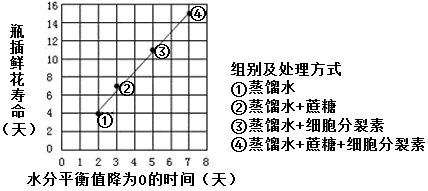 瓶插鲜花寿命（天）
16
14
12
10
8
6
4
2
0
④
③
②
①
0 1 2 3 4 5 6 7 8
水分平衡值降为0的时间（天）
组别及处理方式
①蒸馏水
②蒸馏水+蔗糖
③蒸馏水+细胞分裂素
④蒸馏水+蔗糖+细胞分裂素